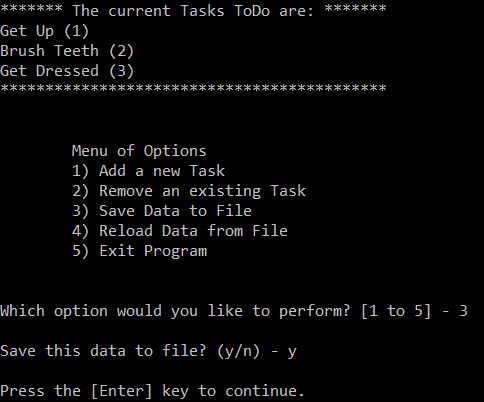 ******* The current Tasks ToDo are: *******
Get Up (1)
Brush Teeth (2)
Get Dressed (3)
*******************************************
Menu of Options
1) Add a new Task
2) Remove an existing Task
3) Save Data to File
4) Reload Data from File
5) Exit Program
Which option would you like to perform? [1 to 5] - 3
Save this data to file? (y/n) - y
Press the [Enter] key to continue.